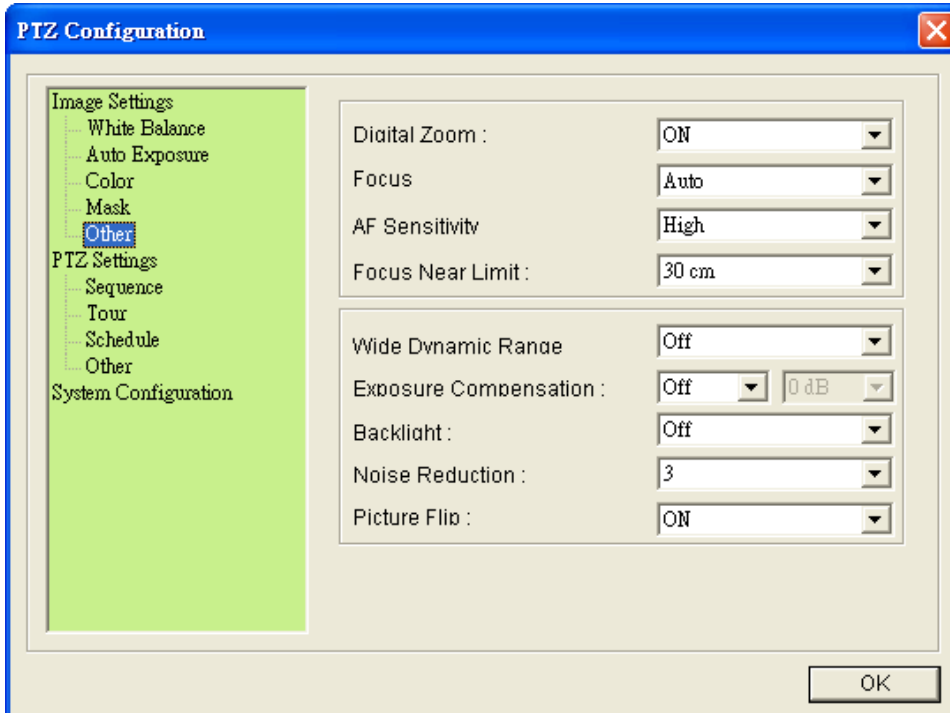 PTZ Configuration
Image Settings
White Balance
Auto Exposure
Color
Mask
Other
PTZ Settings
Sequence
Tour
Schedule
Other
System Configuration
Digital Zoom : ON
Focus Auto
AF Sensitivity High
Focus Near Limit : 30 cm
Wide Dynamic Range Off
Exposure Compensation : Off 0 dB
Backlight : Off
Noise Reduction : 3
Picture Flip : ON
OK